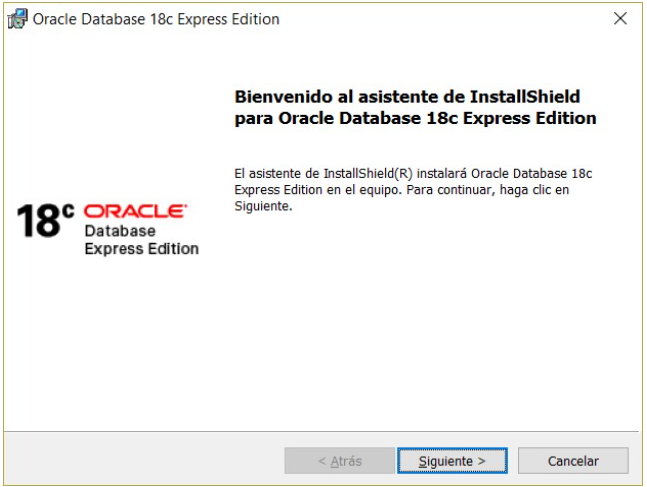 Oracle Database 18c Express Edition
Bienvenido al asistente de InstallShield
para Oracle Database 18c Express Edition
El asistente de InstallShield(R) instalará Oracle Database 18c
Express Edition en el equipo. Para continuar, haga clic en
Siguiente.
18c ORACLE
Database
Express Edition
< Atrás
Siguiente >
Cancelar